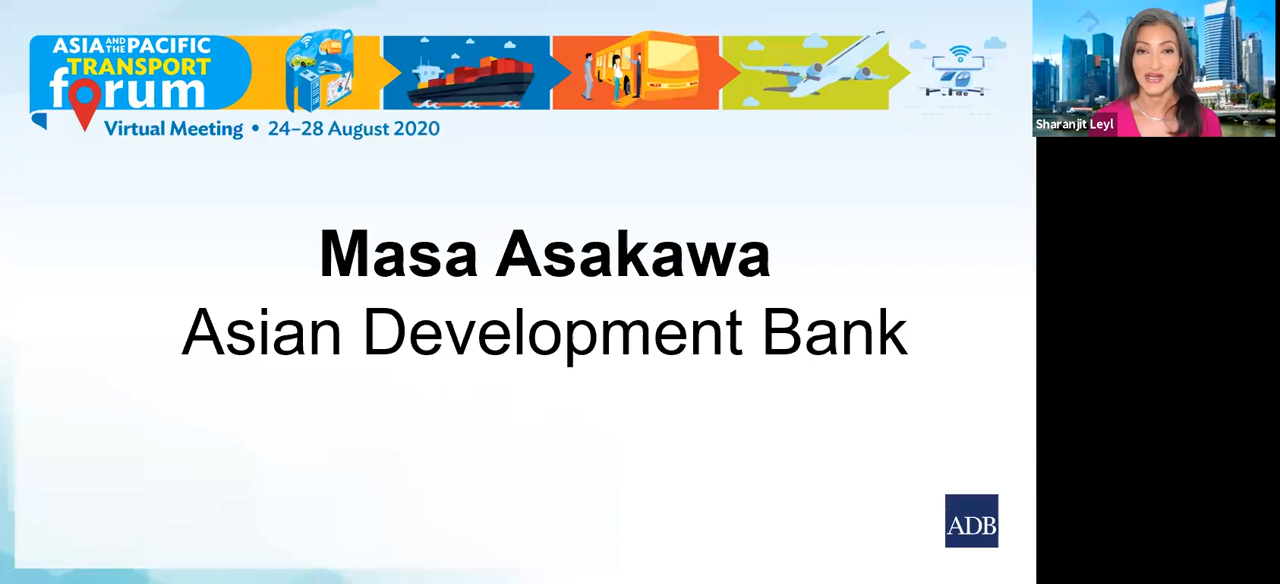 ASIA AND THE PACIFIC
TRANSPORT
forum
Virtual Meeting • 24–28 August 2020
Sharanjit Leyl
Masa Asakawa
Asian Development Bank
ADB